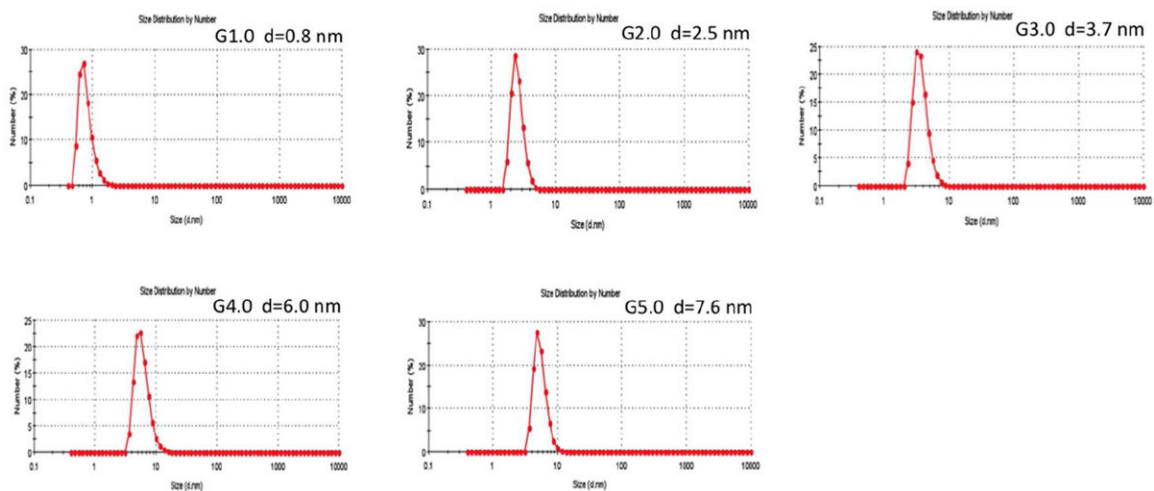 Size Distribution by Number
G1.0 d=0.8 nm
Number (%)
30
20
10
0
0.1 1 10 100 1000 10000
Size (d.nm)
Size Distribution by Number
G2.0 d=2.5 nm
Number (%)
30
20
10
0
0.1 1 10 100 1000 10000
Size (d.nm)
Size Distribution by Number
G3.0 d=3.7 nm
Number (%)
25
20
15
10
5
0
0.1 1 10 100 1000 10000
Size (d.nm)
Size Distribution by Number
G4.0 d=6.0 nm
Number (%)
25
20
15
10
5
0
0.1 1 10 100 1000 10000
Size (d.nm)
Size Distribution by Number
G5.0 d=7.6 nm
Number (%)
30
20
10
0
0.1 1 10 100 1000 10000
Size (d.nm)